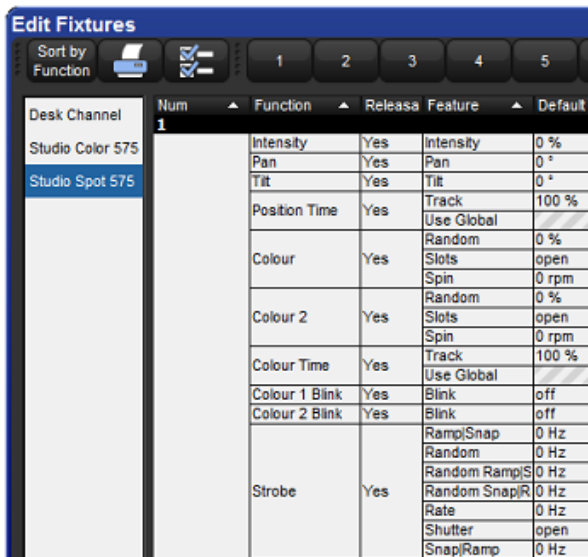 Edit Fixtures
Sort by
Function
1 2 3 4 5
Desk Channel
Studio Color 575
Studio Spot 575
Num Function Releasa Feature Default
1
Intensity Yes Intensity 0 %
Pan Yes Pan 0 °
Tilt Yes Tilt 0 °
Position Time Yes Track 100 %
Use Global
Colour Yes Random 0 %
Slots open
Spin 0 rpm
Colour 2 Yes Random 0 %
Slots open
Spin 0 rpm
Colour Time Yes Track 100 %
Use Global
Colour 1 Blink Yes Blink off
Colour 2 Blink Yes Blink off
Strobe Yes Ramp|Snap 0 Hz
Random 0 Hz
Random Ramp|S 0 Hz
Random Snap|R 0 Hz
Rate 0 Hz
Shutter open
Snap|Ramp 0 Hz